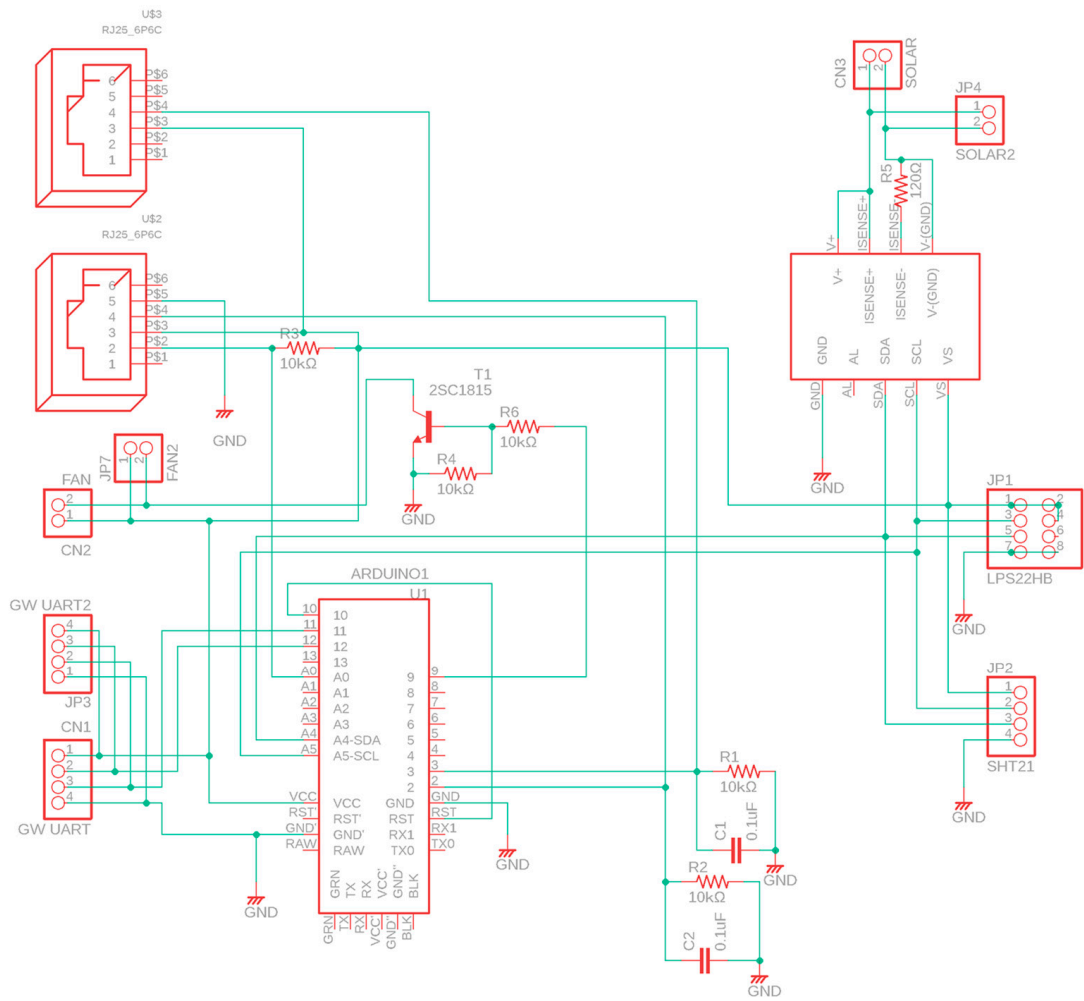 U$3
RJ25_6P6C
6
5
4
3
2
1
P$6
P$5
P$4
P$3
P$2
P$1
U$2
RJ25_6P6C
6
5
4
3
2
1
P$6
P$5
P$4
P$3
P$2
P$1
R3
10kΩ
GND
CN3
SOLAR
1
2
JP4
1
2
SOLAR2
R5
120Ω
V+
ISENSE+
ISENSE-
V-(GND)
V+
ISENSE+
ISENSE-
V-(GND)
GND
AL
SDA
SCL
VS
GND
AL
SDA
SCL
VS
GND
T1
2SC1815
R6
10kΩ
R4
10kΩ
GND
JP7
1
2
FAN2
FAN
2
1
CN2
JP1
1
2
3
4
5
6
7
8
LPS22HB
GND
JP2
1
2
3
4
SHT21
GND
GW UART2
4
3
2
1
JP3
CN1
1
2
3
4
GW UART
GND
ARDUINO1
U1
10
11
12
13
A0
A1
A2
A3
A4
A5
VCC
RST'
GND'
RAW
10
11
12
13
A0
A1
A2
A3
A4-SDA
A5-SCL
VCC
RST'
GND'
RAW
9
8
7
6
5
4
3
2
GND
RST
RX1
TX0
9
8
7
6
5
4
3
2
GND
RST
RX1
TX0
GRN
TX
RX
VCC'
GND"
BLK
GRN
TX
RX
VCC'
GND"
BLK
GND
R1
10kΩ
C1
0.1uF
GND
R2
10kΩ
C2
0.1uF
GND